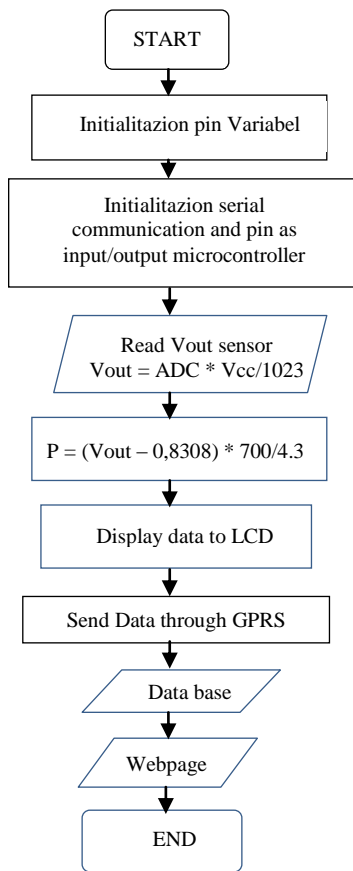 START
Initialitazion pin Variabel
Initialitazion serial
communication and pin as
input/output microcontroller
Read Vout sensor
Vout = ADC * Vcc/1023
P = (Vout – 0,8308) * 700/4.3
Display data to LCD
Send Data through GPRS
Data base
Webpage
END